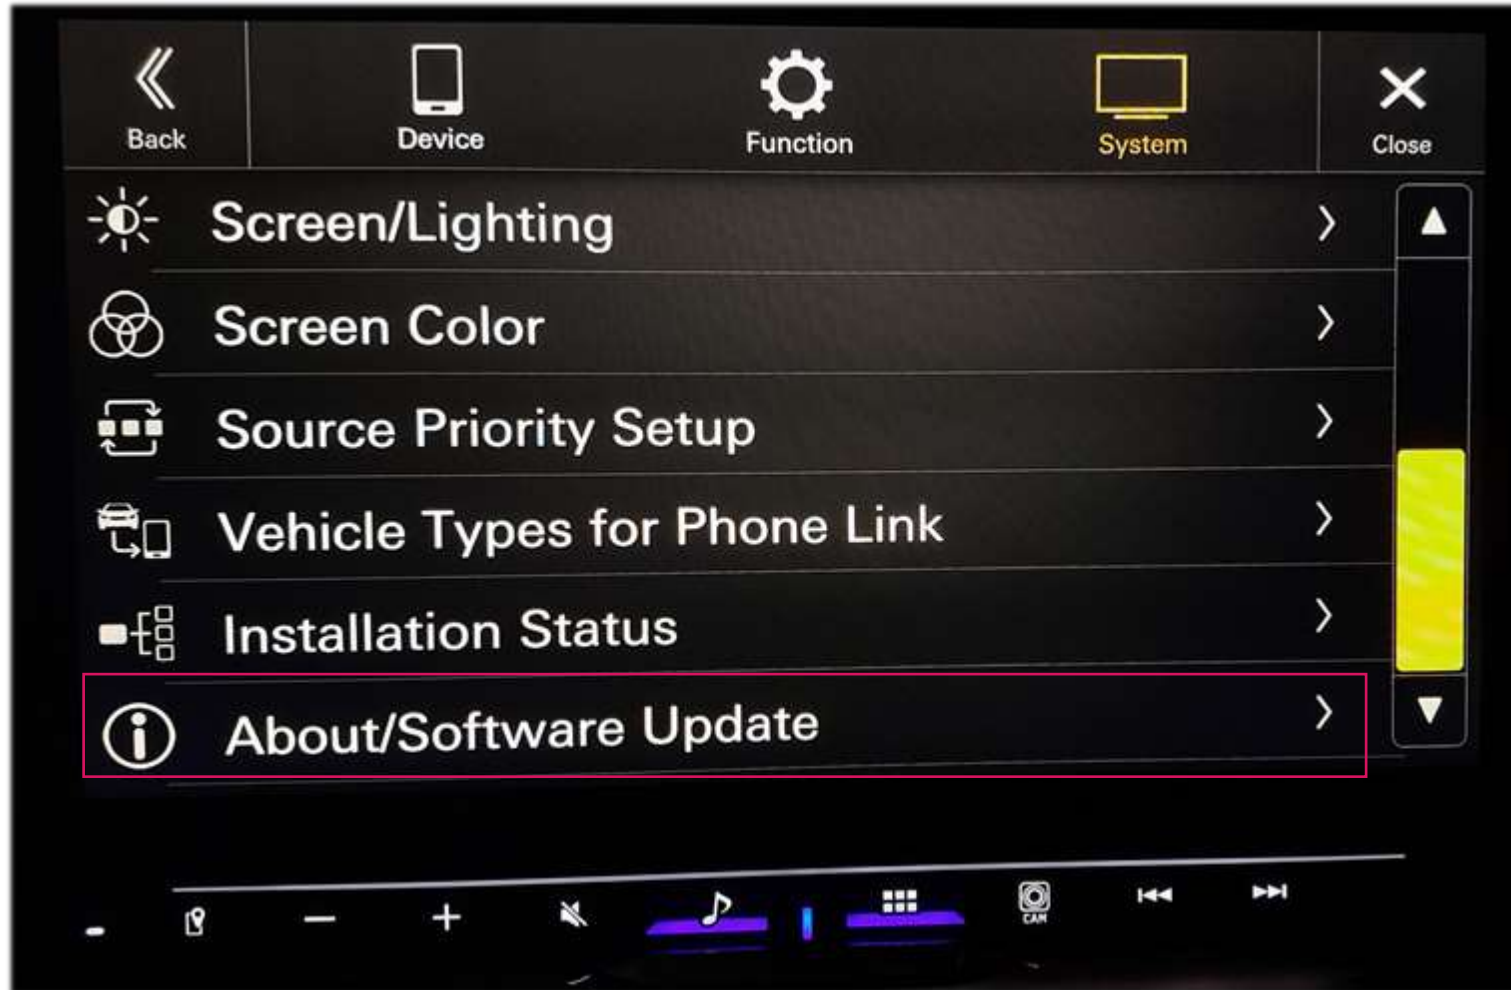 Back
Device
Function
System
Close
Screen/Lighting
Screen Color
Source Priority Setup
Vehicle Types for Phone Link
Installation Status
About/Software Update
CAM